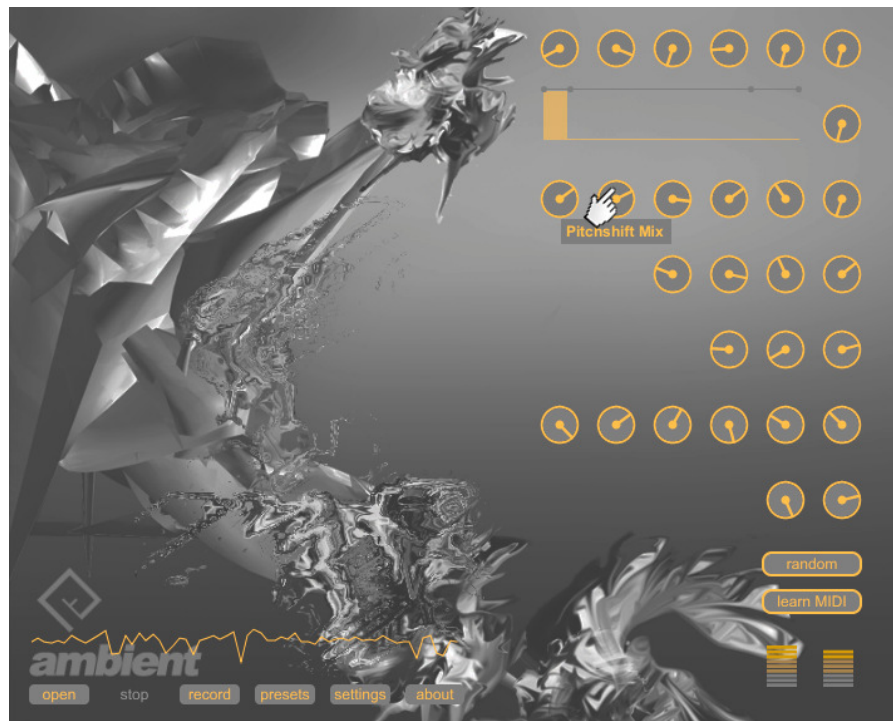 Pitchshift Mix
random
learn MIDI
ambient
open stop record presets settings about